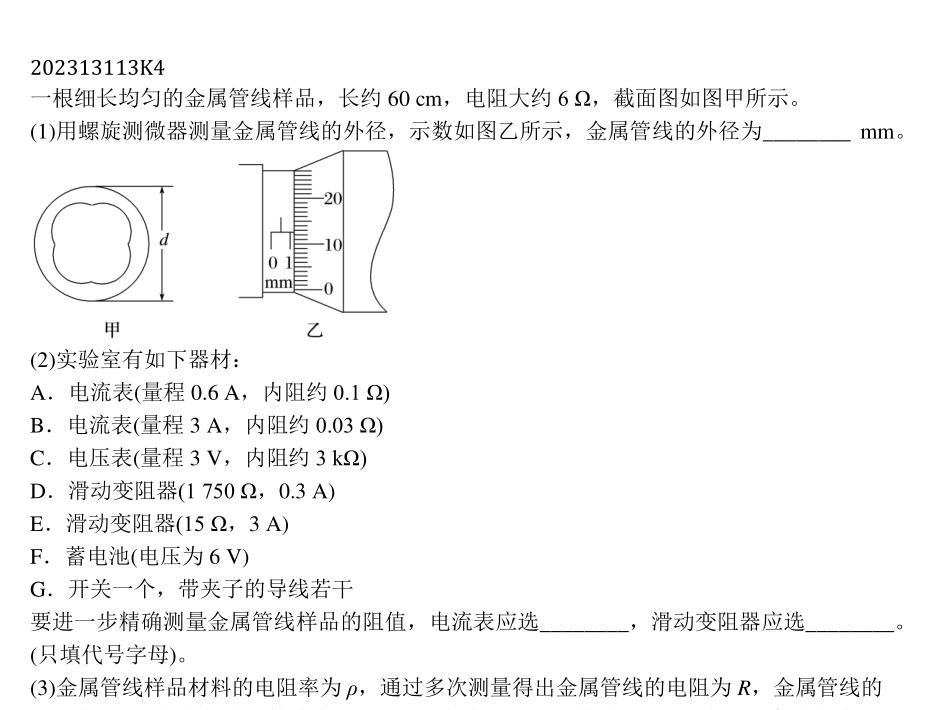 202313113K4
一根细长均匀的金属管线样品，长约 60 cm，电阻大约 6 Ω，截面图如图甲所示。
(1)用螺旋测微器测量金属管线的外径，示数如图乙所示，金属管线的外径为________ mm。
d
20
10
0
0 1
mm
甲
乙
(2)实验室有如下器材：
A．电流表(量程 0.6 A，内阻约 0.1 Ω)
B．电流表(量程 3 A，内阻约 0.03 Ω)
C．电压表(量程 3 V，内阻约 3 kΩ)
D．滑动变阻器(1 750 Ω，0.3 A)
E．滑动变阻器(15 Ω，3 A)
F．蓄电池(电压为 6 V)
G．开关一个，带夹子的导线若干
要进一步精确测量金属管线样品的阻值，电流表应选________，滑动变阻器应选________。
(只填代号字母)。
(3)金属管线样品材料的电阻率为 ρ，通过多次测量得出金属管线的电阻为 R，金属管线的